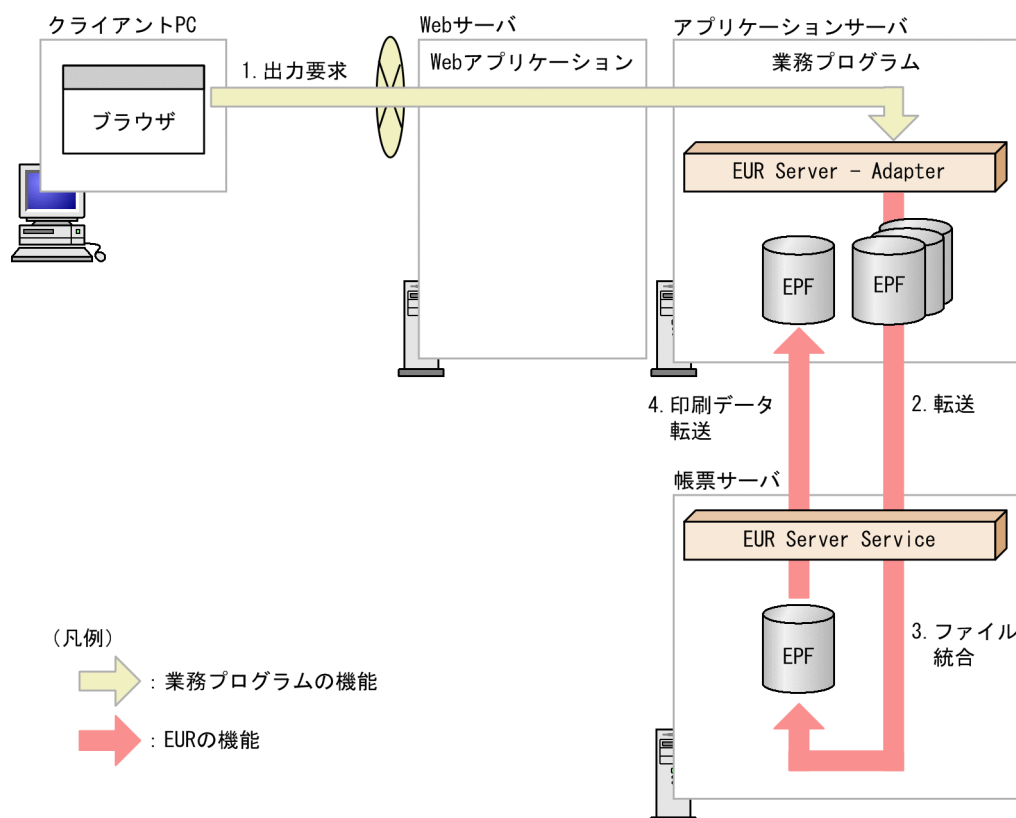 クライアントPC
Webサーバ
アプリケーションサーバ
Webアプリケーション
業務プログラム
1. 出力要求
ブラウザ
EUR Server − Adapter
EPF
EPF
4. 印刷データ
転送
2. 転送
帳票サーバ
EUR Server Service
EPF
3. ファイル
統合
(凡例)
: 業務プログラムの機能
: EURの機能